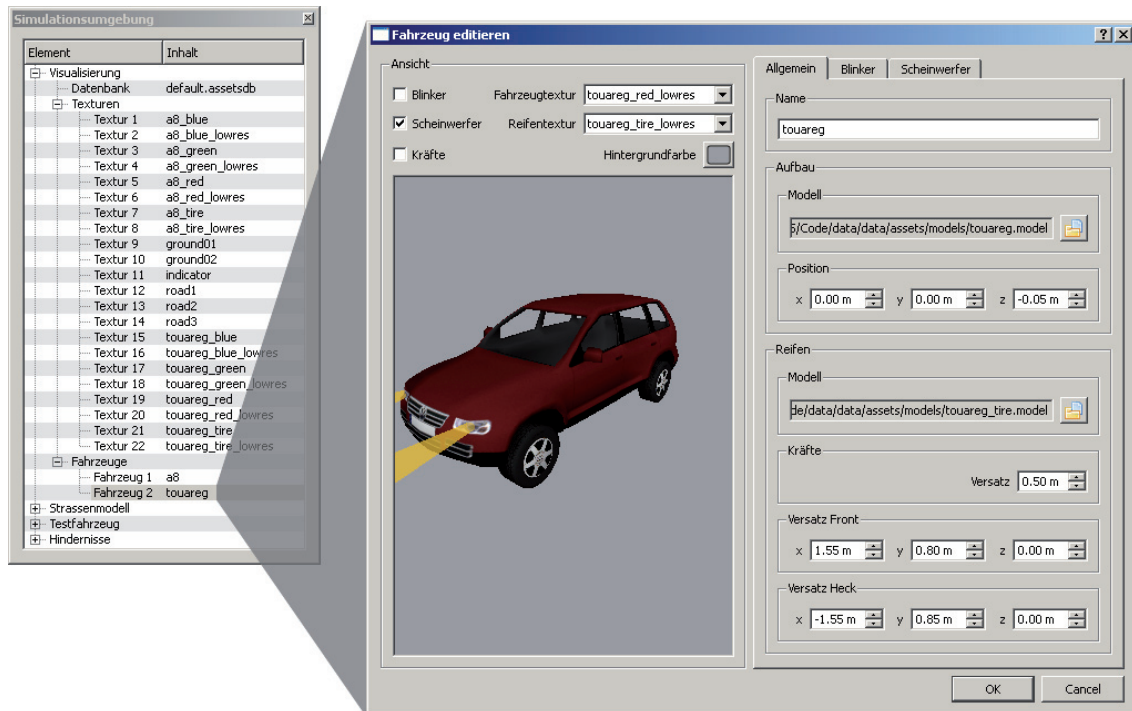 Simulationsumgebung
Element Inhalt
Visualisierung
Datenbank default.assetsdb
Texturen
Textur 1 a8_blue
Textur 2 a8_blue_lowres
Textur 3 a8_green
Textur 4 a8_green_lowres
Textur 5 a8_red
Textur 6 a8_red_lowres
Textur 7 a8_tire
Textur 8 a8_tire_lowres
Textur 9 ground01
Textur 10 ground02
Textur 11 indicator
Textur 12 road1
Textur 13 road2
Textur 14 road3
Textur 15 touareg_blue
Textur 16 touareg_blue_lowres
Textur 17 touareg_green
Textur 18 touareg_green_lowres
Textur 19 touareg_red
Textur 20 touareg_red_lowres
Textur 21 touareg_tire
Textur 22 touareg_tire_lowres
Fahrzeuge
Fahrzeug 1 a8
Fahrzeug 2 touareg
Strassenmodell
Testfahrzeug
Hindernisse
Fahrzeug editieren
Ansicht
Blinker Fahrzeugtextur touareg_red_lowres
Scheinwerfer Reifentextur touareg_tire_lowres
Kräfte Hintergrundfarbe
Allgemein Blinker Scheinwerfer
Name
touareg
Aufbau
Modell
5/Code/data/data/assets/models/touareg.model
Position
x 0.00 m y 0.00 m z -0.05 m
Reifen
Modell
de/data/data/assets/models/touareg_tire.model
Kräfte
Versatz 0.50 m
Versatz Front
x 1.55 m y 0.80 m z 0.00 m
Versatz Heck
x -1.55 m y 0.85 m z 0.00 m
OK Cancel